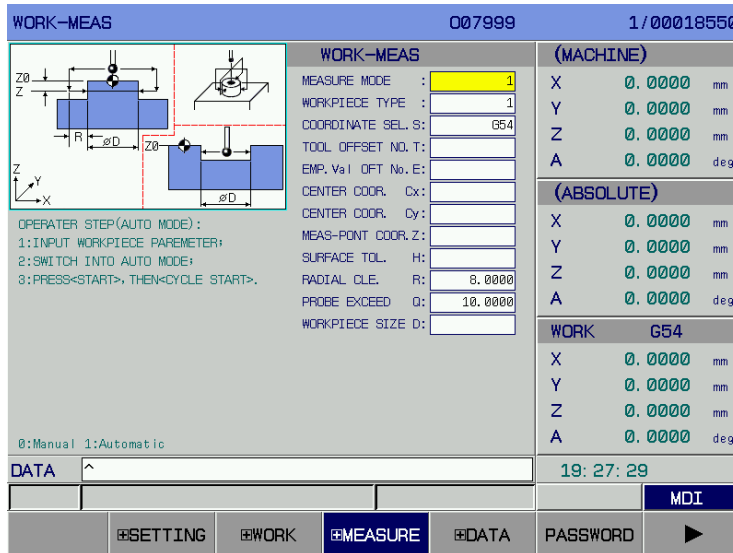 WORK-MEAS O07999 1/00018550
Z0
Z
R
øD
Z0
øD
Z
Y
X
OPERATER STEP(AUTO MODE):
1:INPUT WORKPIECE PAREMETER;
2:SWITCH INTO AUTO MODE;
3:PRESS<START>,THEN<CYCLE START>.
0:Manual 1:Automatic
WORK-MEAS
MEASURE MODE : 1
WORKPIECE TYPE : 1
COORDINATE SEL.S: G54
TOOL OFFSET NO.T:
EMP.Val OFT No.E:
CENTER COOR. Cx:
CENTER COOR. Cy:
MEAS-PONT COOR.Z:
SURFACE TOL. H:
RADIAL CLE. R: 8.0000
PROBE EXCEED Q: 10.0000
WORKPIECE SIZE D:
(MACHINE)
X 0.0000 mm
Y 0.0000 mm
Z 0.0000 mm
A 0.0000 deg
(ABSOLUTE)
X 0.0000 mm
Y 0.0000 mm
Z 0.0000 mm
A 0.0000 deg
WORK G54
X 0.0000 mm
Y 0.0000 mm
Z 0.0000 mm
A 0.0000 deg
DATA ^
19:27:29
MDI
⊞SETTING ⊞WORK ⊞MEASURE ⊞DATA PASSWORD ▶